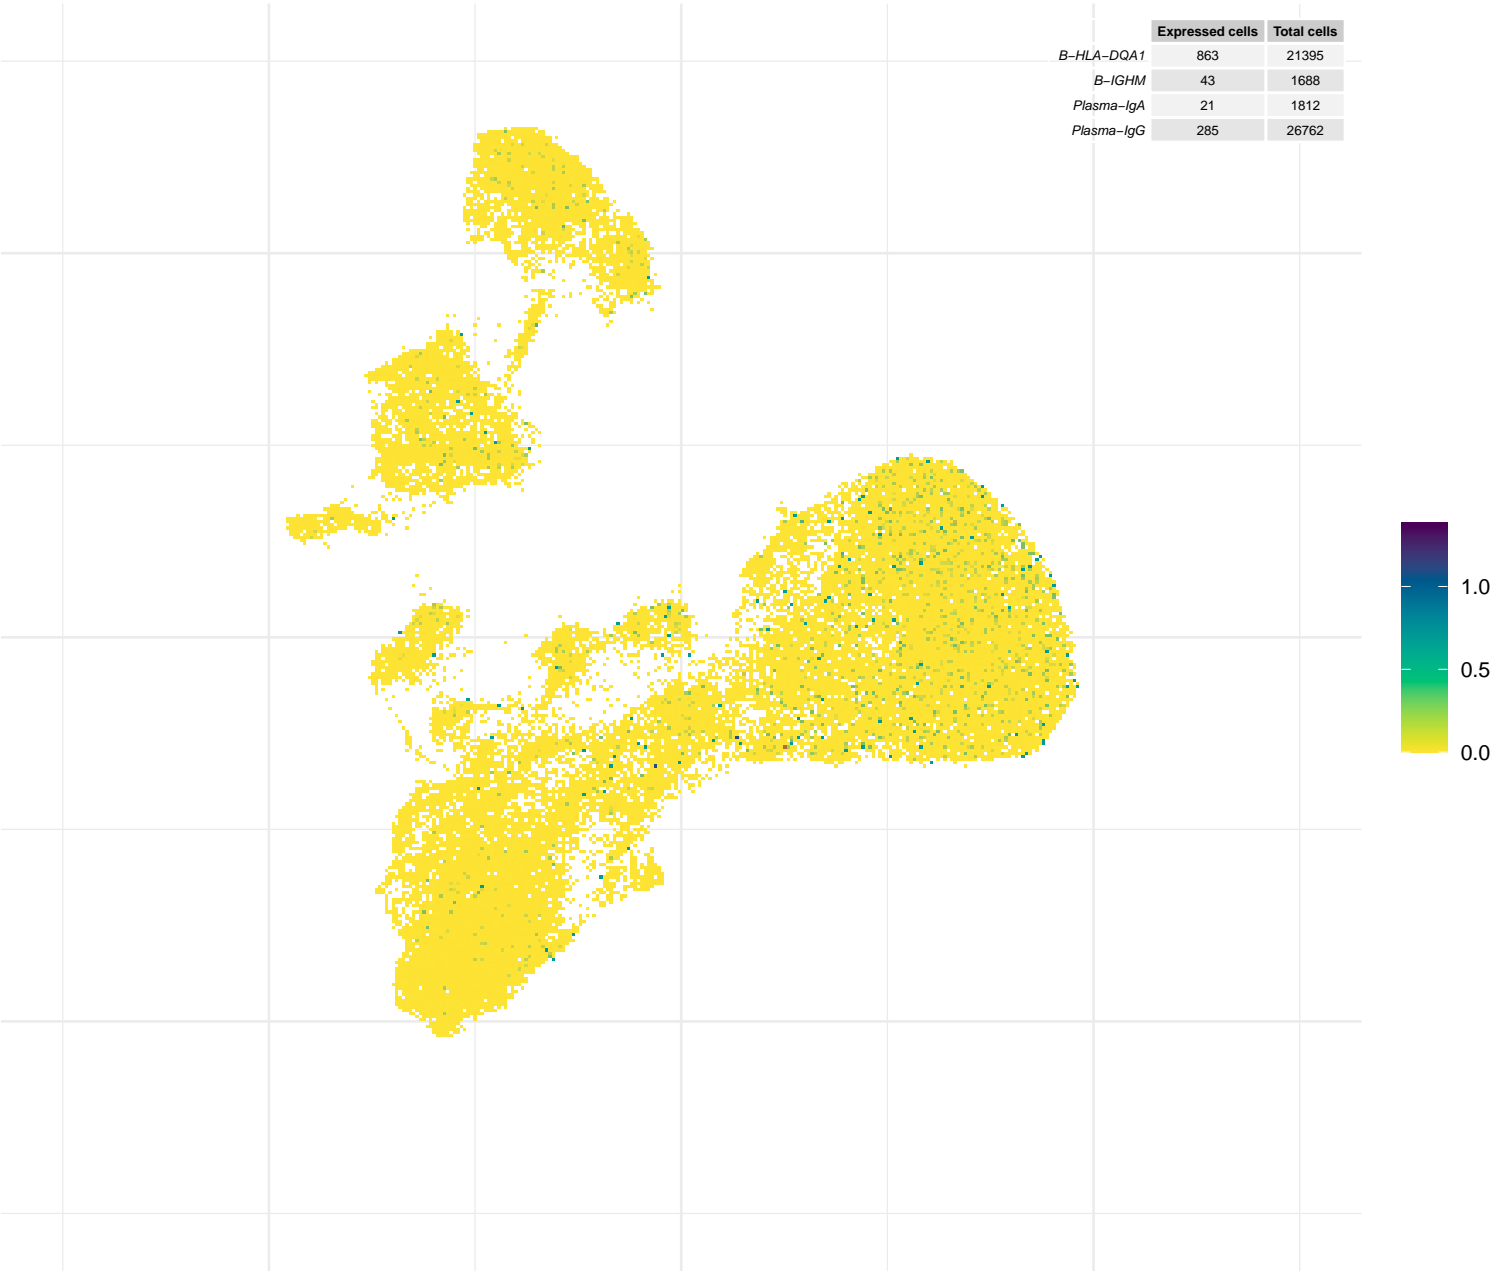 Expressed cells Total cells
B−HLA−DQA1 863 21395
B−IGHM 43 1688
Plasma−IgA 21 1812
Plasma−IgG 285 26762
1.0
0.5
0.0